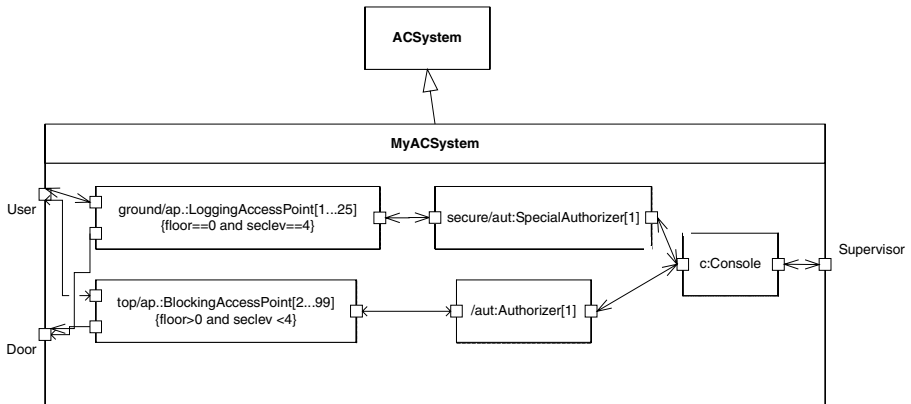 ACSystem
MyACSystem
User
ground/ap.:LoggingAccessPoint[1...25]
{floor==0 and seclev==4}
secure/aut:SpecialAuthorizer[1]
Supervisor
c:Console
top/ap.:BlockingAccessPoint[2...99]
{floor>0 and seclev <4}
/aut:Authorizer[1]
Door